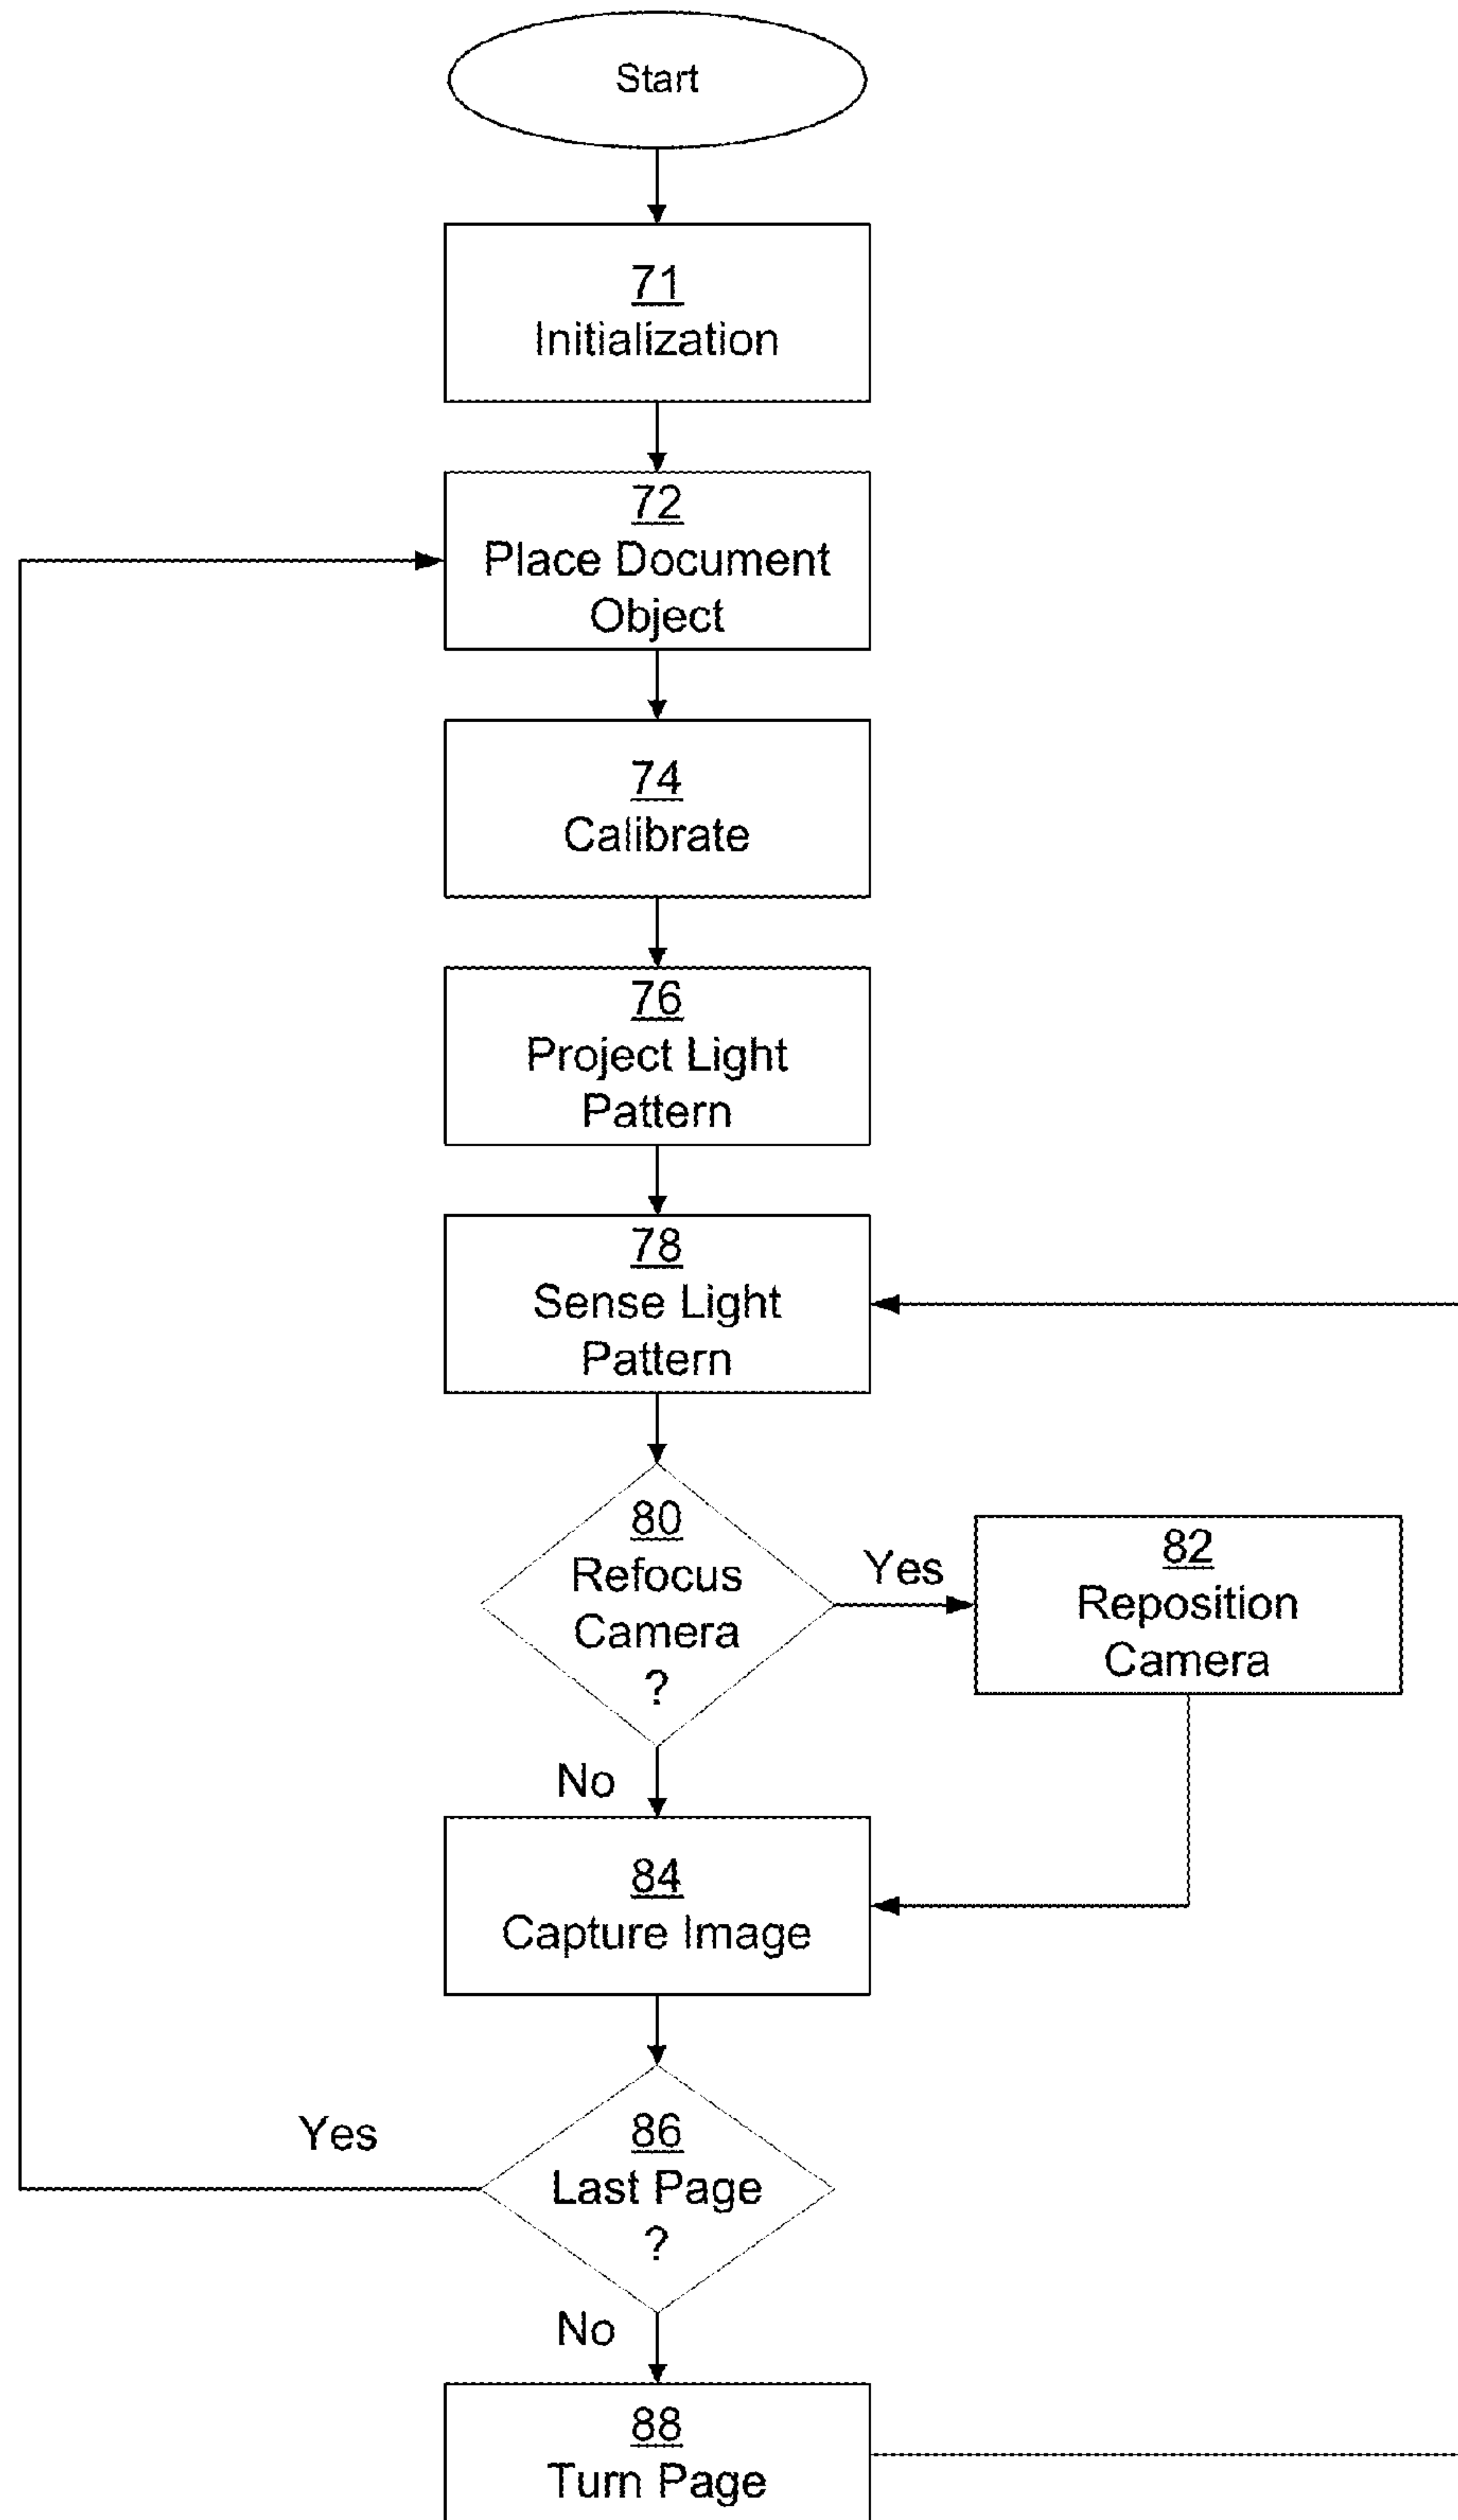 Start
71
Initialization
72
Place Document
Object
74
Calibrate
76
Project Light
Pattern
78
Sense Light
Pattern
80
Refocus
Camera
?
Yes
82
Reposition
Camera
No
84
Capture Image
86
Last Page
?
Yes
No
88
Turn Page